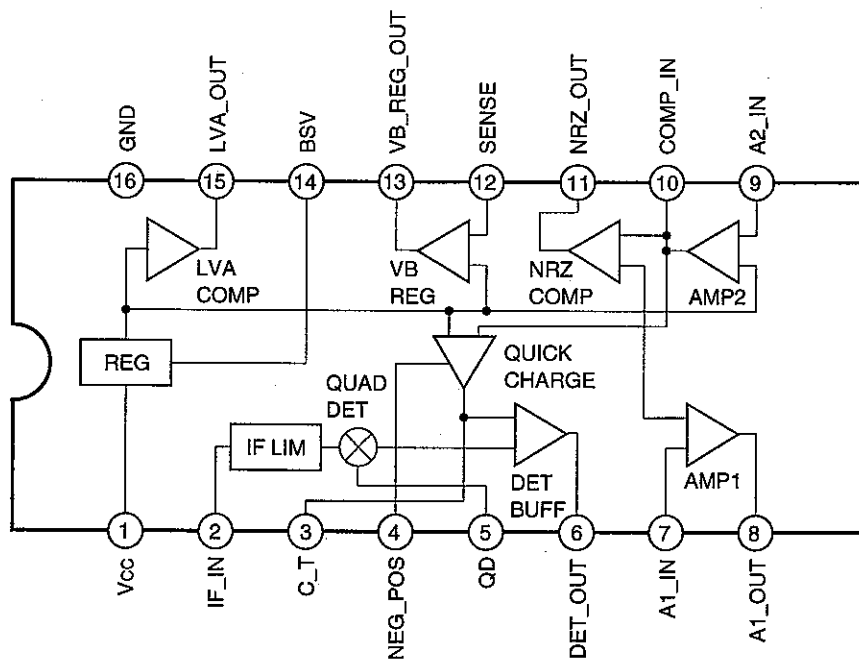 GND
LVA_OUT
BSV
VB_REG_OUT
SENSE
NRZ_OUT
COMP_IN
A2_IN
16
15
14
13
12
11
10
9
LVA
COMP
VB
REG
NRZ
COMP
AMP2
REG
QUICK
CHARGE
QUAD
DET
IF LIM
DET
BUFF
AMP1
1
2
3
4
5
6
7
8
Vcc
IF_IN
C_T
NEG_POS
QD
DET_OUT
A1_IN
A1_OUT